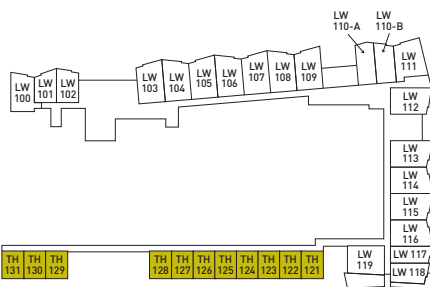 LW
110-A
LW
110-B
LW
100
LW
101
LW
102
LW
103
LW
104
LW
105
LW
106
LW
107
LW
108
LW
109
LW
111
LW
112
LW
113
LW
114
LW
115
LW
116
LW 117
LW 118
LW
119
TH
131
TH
130
TH
129
TH
128
TH
127
TH
126
TH
125
TH
124
TH
123
TH
122
TH
121